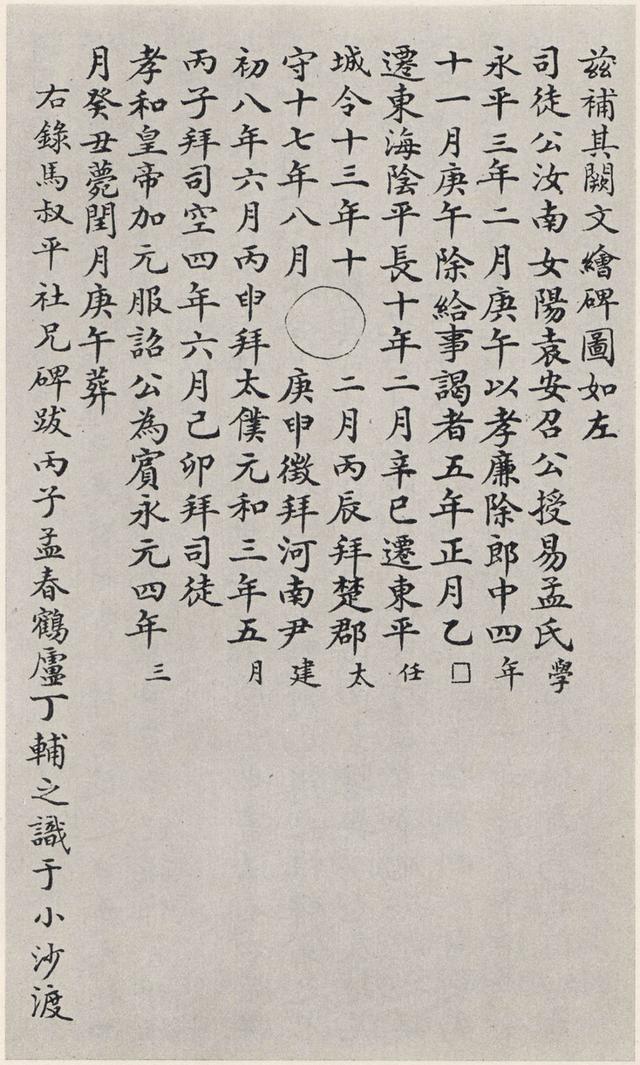 茲補其闕文繪碑圖如左
司徒公汝南女陽袁安召公授易孟氏學
永平三年二月庚午以孝廉除郎中四年
十一月庚午除給事謁者五年正月乙□
遷東海陰平長十年二月辛巳遷東平任
城令十三年十二月丙辰拜楚郡太
守十七年八月庚申徵拜河南尹建
初八年六月丙申拜太僕元和三年五月
丙子拜司空四年六月己卯拜司徒
孝和皇帝加元服詔公為賓永元四年三
月癸丑薨閏月庚午葬
右錄馬叔平社兄碑跋丙子孟春鶴廬丁輔之識于小沙渡